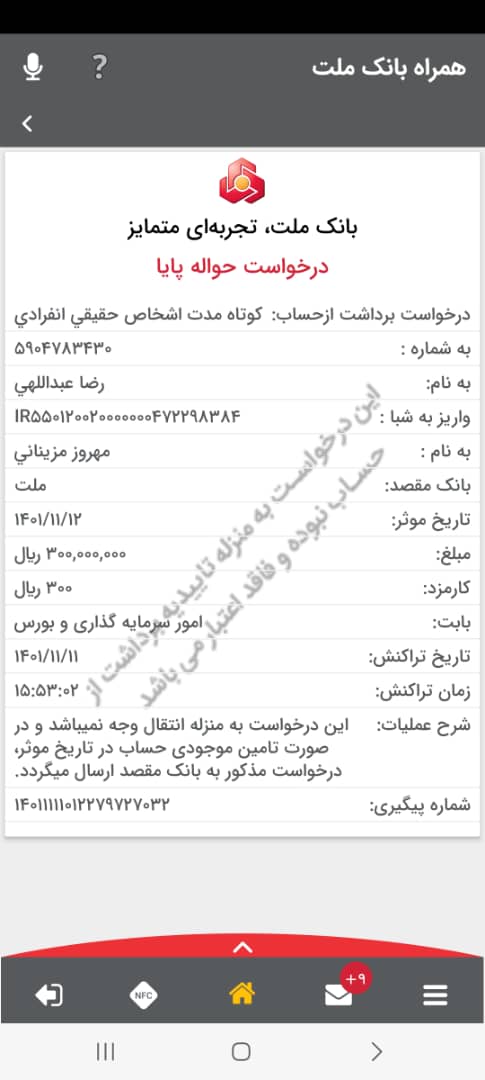 همراه بانک ملت
بانک ملت، تجربه‌ای متمایز
درخواست حواله پایا
درخواست برداشت ازحساب: کوتاه مدت اشخاص حقيقي انفرادي
به شماره : ۵۹۰۴۷۸۳۴۳۰
به نام: رضا عبداللهي
واریز به شبا : IR۵۵۰۱۲۰۰۲۰۰۰۰۰۰۰۴۷۲۲۹۸۳۸۴
به نام : مهروز مزيناني
بانک مقصد: ملت
تاریخ موثر: ۱۴۰۱/۱۱/۱۲
مبلغ: ۳۰۰,۰۰۰,۰۰۰ ریال
کارمزد: ۳۰۰ ریال
بابت: امور سرمایه گذاری و بورس
تاریخ تراکنش: ۱۴۰۱/۱۱/۱۱
زمان تراکنش: ۱۵:۵۳:۰۲
شرح عملیات: این درخواست به منزله انتقال وجه نمیباشد و در
صورت تامین موجودی حساب در تاریخ موثر،
درخواست مذکور به بانک مقصد ارسال میگردد.
شماره پیگیری: ۱۴۰۱۱۱۱۱۰۱۲۲۷۹۷۲۷۰۳۲
این درخواست به منزله تاییدیه برداشت از
حساب نبوده و فاقد اعتبار می باشد
+۹
NFC